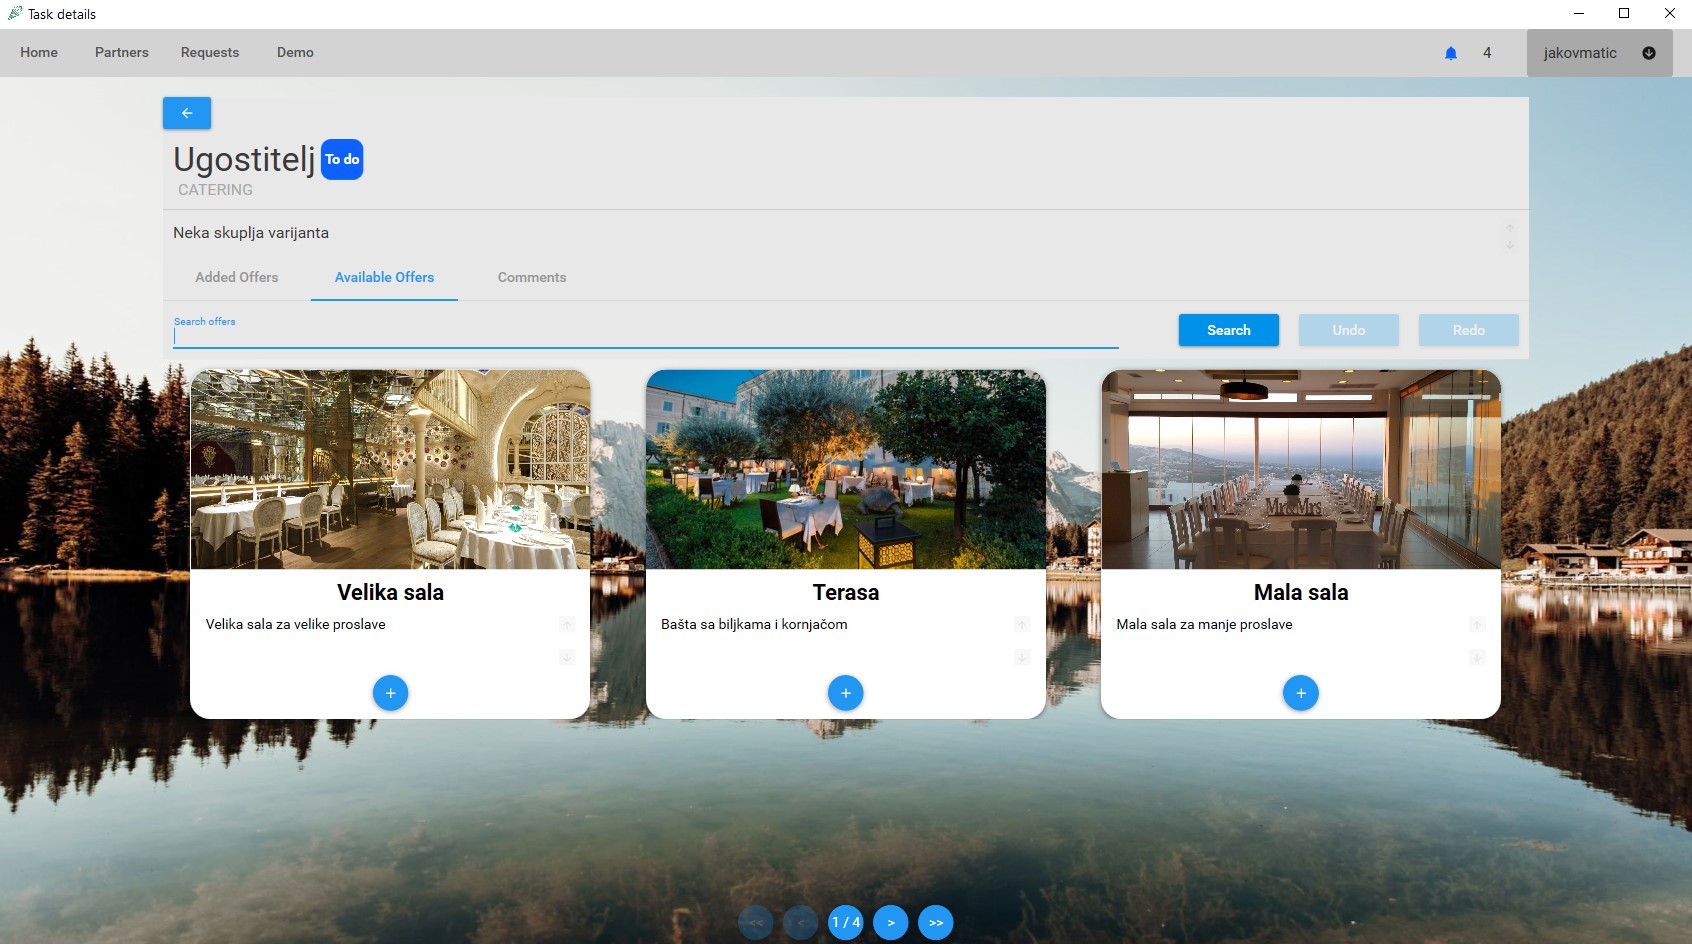 Task details
Home Partners Requests Demo 4 jakovmatic
Ugostitelj To do
CATERING
Neka skuplja varijanta
Added Offers Available Offers Comments
Search offers
Search Undo Redo
Mr&Mrs
Velika sala Terasa Mala sala
Velika sala za velike proslave Bašta sa biljkama i kornjačom Mala sala za manje proslave
+ + +
<< < 1 / 4 > >>